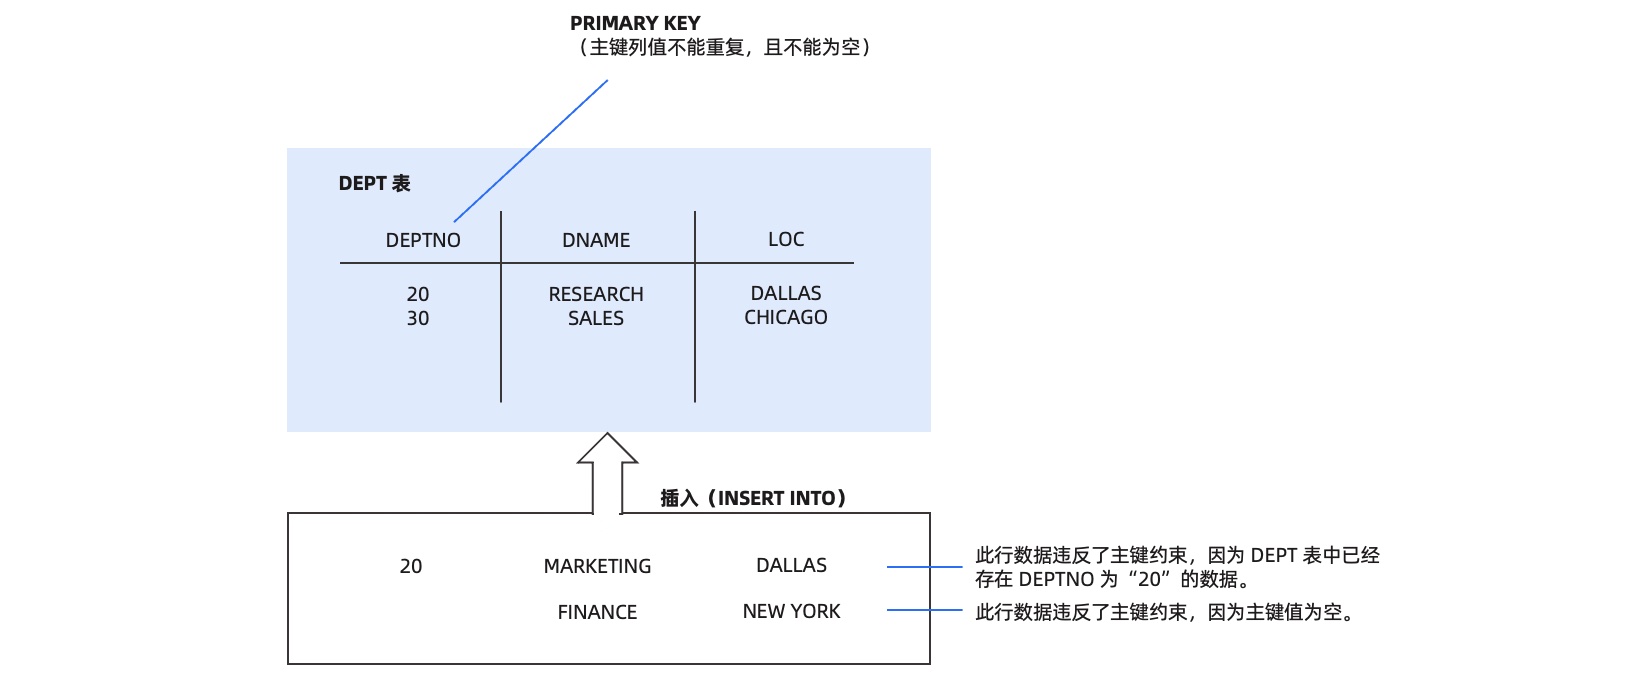 PRIMARY KEY
（主键列值不能重复，且不能为空）
DEPT 表
DEPTNO DNAME LOC
20 RESEARCH DALLAS
30 SALES CHICAGO
插入（INSERT INTO）
20 MARKETING DALLAS
此行数据违反了主键约束，因为 DEPT 表中已经
存在 DEPTNO 为“20”的数据。
FINANCE NEW YORK
此行数据违反了主键约束，因为主键值为空。